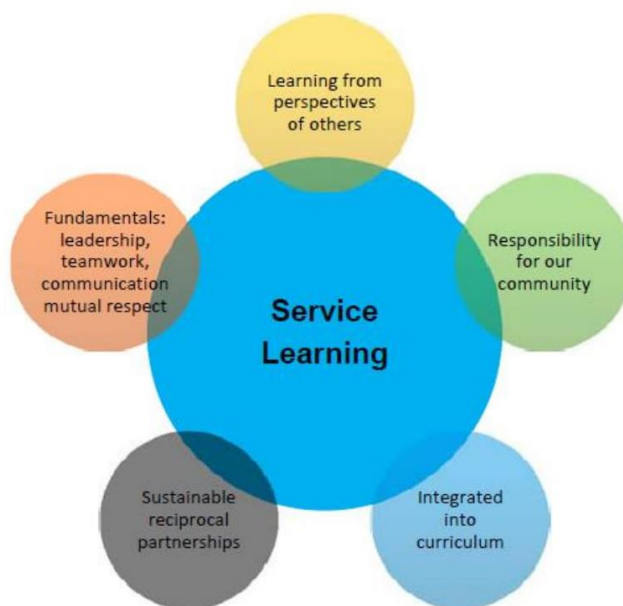 Learning from
perspectives
of others
Fundamentals:
leadership,
teamwork,
communication
mutual respect
Responsibility
for our
community
Service
Learning
Sustainable
reciprocal
partnerships
Integrated
into
curriculum